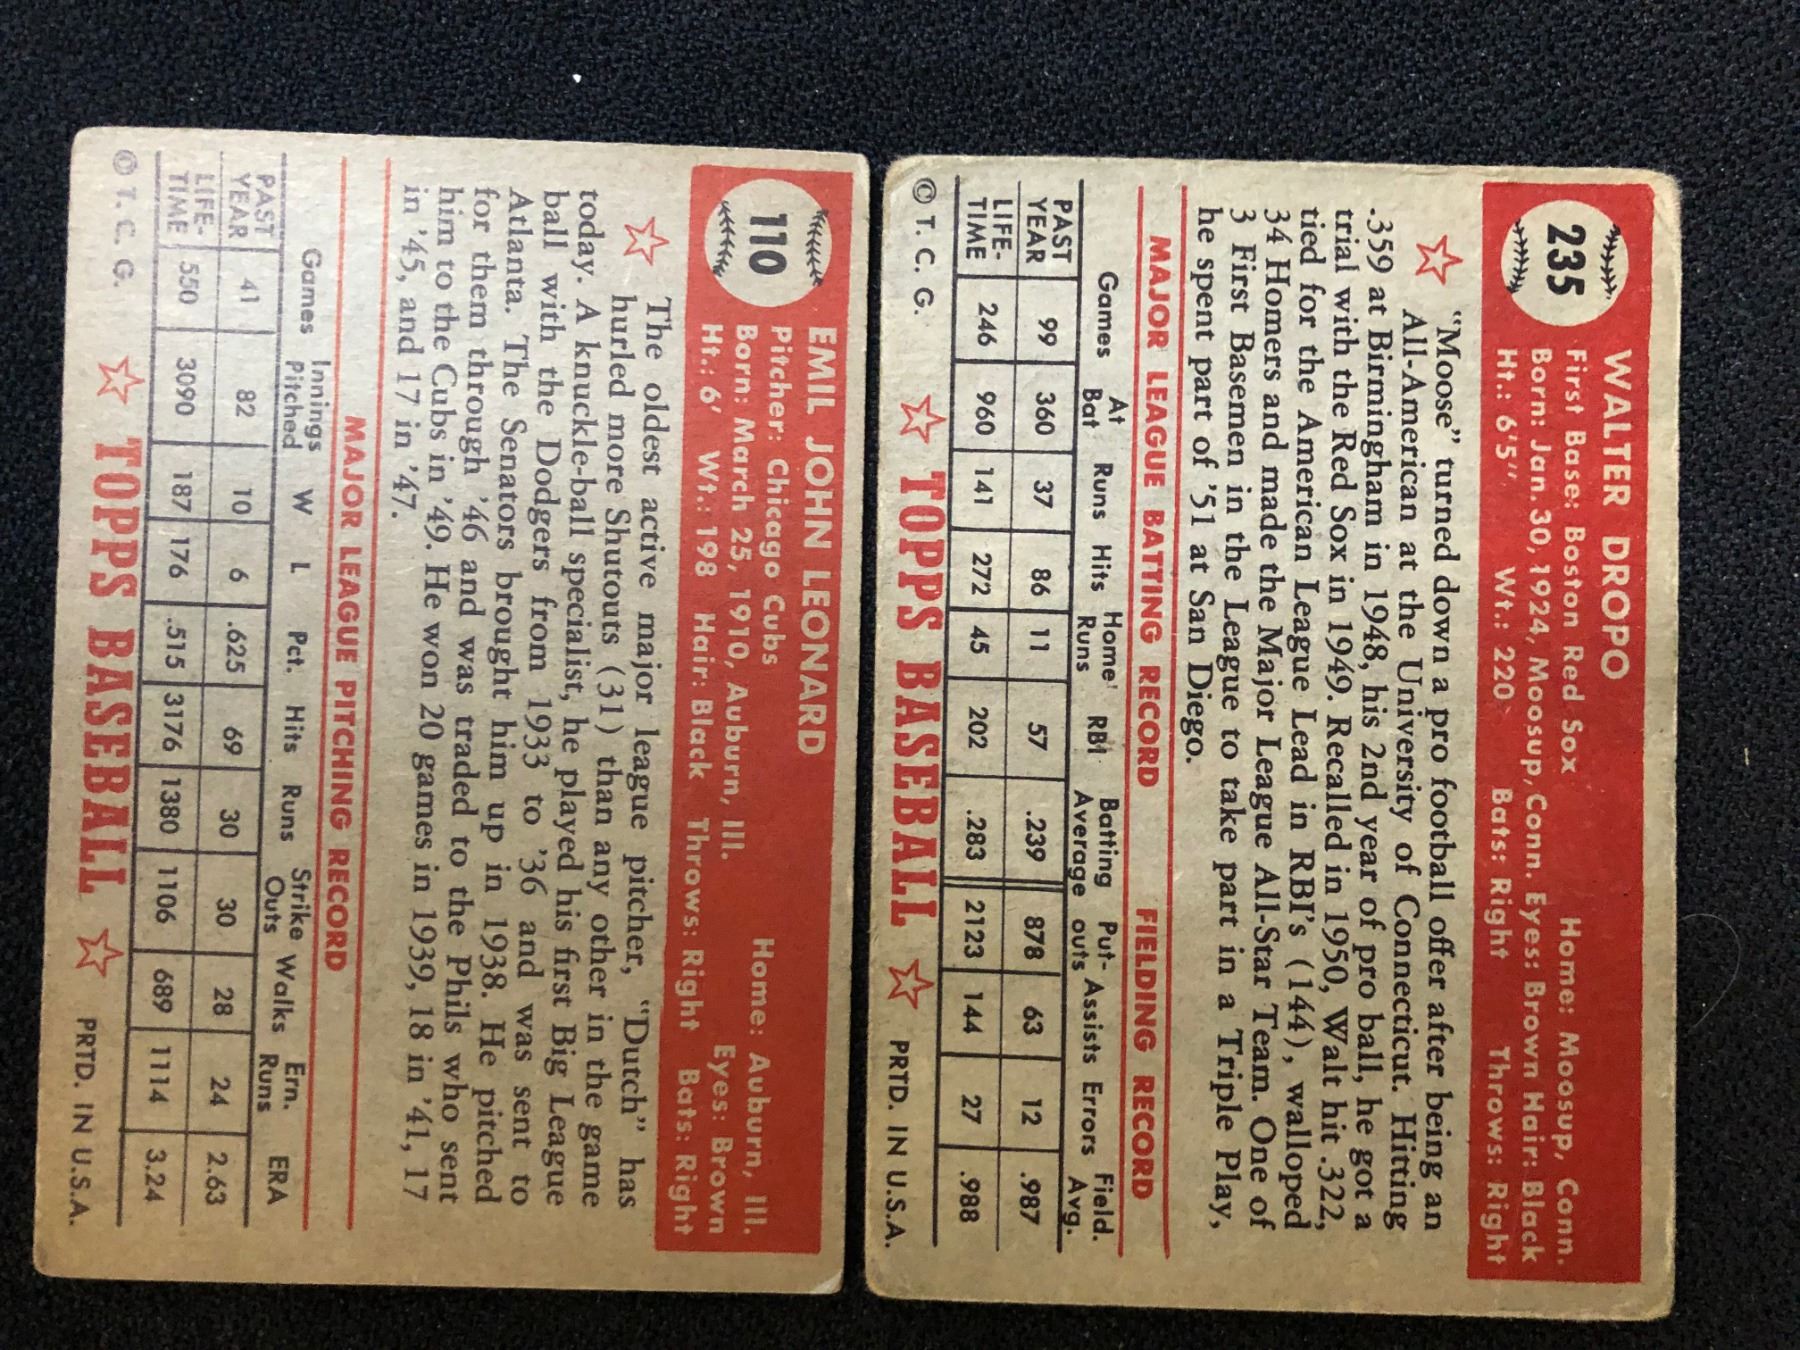 235
WALTER DROPO
First Base: Boston Red Sox Home: Moosup, Conn.
Born: Jan. 30, 1924, Moosup, Conn. Eyes: Brown Hair: Black
Ht.: 6'5" Wt.: 220 Bats: Right Throws: Right
"Moose" turned down a pro football offer after being an
All-American at the University of Connecticut. Hitting
.359 at Birmingham in 1948, his 2nd year of pro ball, he got a
trial with the Red Sox in 1949. Recalled in 1950, Walt hit .322,
tied for the American League Lead in RBI's (144), walloped
34 Homers and made the Major League All-Star Team. One of
3 First Basemen in the League to take part in a Triple Play,
he spent part of '51 at San Diego.
MAJOR LEAGUE BATTING RECORD FIELDING RECORD
Games At Bat Runs Hits Home Runs RBI Batting Average Put-outs Assists Errors Field. Avg.
PAST YEAR 99 360 37 86 11 57 .239 878 63 12 .987
LIFE-TIME 246 960 141 272 45 202 .283 2123 144 27 .988
© T. C. G. ☆ TOPPS BASEBALL ☆ PRTD. IN U.S.A.
110
EMIL JOHN LEONARD
Pitcher: Chicago Cubs Home: Auburn, Ill.
Born: March 25, 1910, Auburn, Ill. Eyes: Brown
Ht.: 6' Wt.: 198 Hair: Black Throws: Right Bats: Right
The oldest active major league pitcher, "Dutch" has
hurled more Shutouts (31) than any other in the game
today. A knuckle-ball specialist, he played his first Big League
ball with the Dodgers from 1933 to '36 and was sent to
Atlanta. The Senators brought him up in 1938. He pitched
for them through '46 and was traded to the Phils who sent
him to the Cubs in '49. He won 20 games in 1939, 18 in '41, 17
in '45, and 17 in '47.
MAJOR LEAGUE PITCHING RECORD
Games Innings Pitched W L Pct. Hits Runs Strike Outs Walks Ern. Runs ERA
PAST YEAR 41 82 10 6 .625 69 30 30 28 24 2.63
LIFE-TIME 550 3090 187 176 .515 3176 1380 1106 689 1114 3.24
© T. C. G. ☆ TOPPS BASEBALL ☆ PRTD. IN U.S.A.